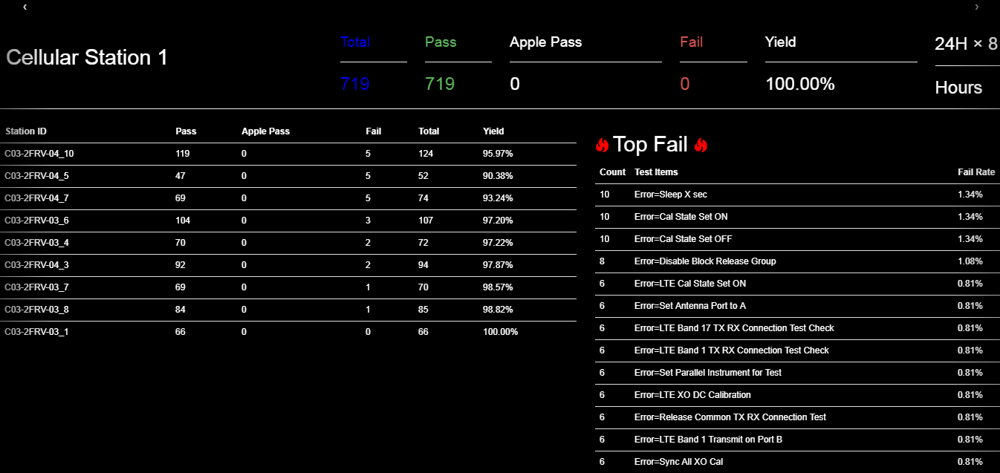 ‹ ›
Cellular Station 1
Total Pass Apple Pass Fail Yield 24H × 8
719 719 0 0 100.00% Hours
Station ID Pass Apple Pass Fail Total Yield
C03-2FRV-04_10 119 0 5 124 95.97%
C03-2FRV-04_5 47 0 5 52 90.38%
C03-2FRV-04_7 69 0 5 74 93.24%
C03-2FRV-03_6 104 0 3 107 97.20%
C03-2FRV-03_4 70 0 2 72 97.22%
C03-2FRV-04_3 92 0 2 94 97.87%
C03-2FRV-03_7 69 0 1 70 98.57%
C03-2FRV-03_8 84 0 1 85 98.82%
C03-2FRV-03_1 66 0 0 66 100.00%
Top Fail
Count Test Items Fail Rate
10 Error=Sleep X sec 1.34%
10 Error=Cal State Set ON 1.34%
10 Error=Cal State Set OFF 1.34%
8 Error=Disable Block Release Group 1.08%
6 Error=LTE Cal State Set ON 0.81%
6 Error=Set Antenna Port to A 0.81%
6 Error=LTE Band 17 TX RX Connection Test Check 0.81%
6 Error=LTE Band 1 TX RX Connection Test Check 0.81%
6 Error=Set Parallel Instrument for Test 0.81%
6 Error=LTE XO DC Calibration 0.81%
6 Error=Release Common TX RX Connection Test 0.81%
6 Error=LTE Band 1 Transmit on Port B 0.81%
6 Error=Sync All XO Cal 0.81%